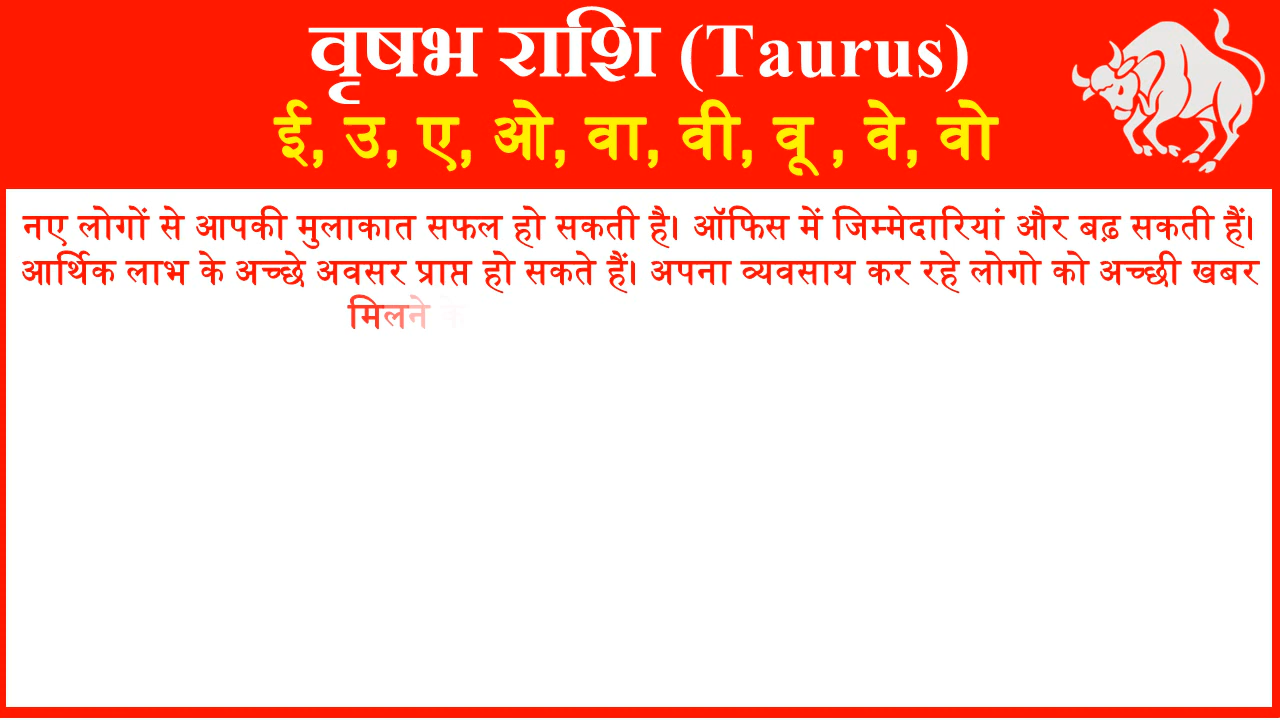 वृषभ राशि (Taurus)
ई, उ, ए, ओ, वा, वी, वू , वे, वो
नए लोगों से आपकी मुलाकात सफल हो सकती है। ऑफिस में जिम्मेदारियां और बढ़ सकती हैं।
आर्थिक लाभ के अच्छे अवसर प्राप्त हो सकते हैं। अपना व्यवसाय कर रहे लोगो को अच्छी खबर
मिलने के